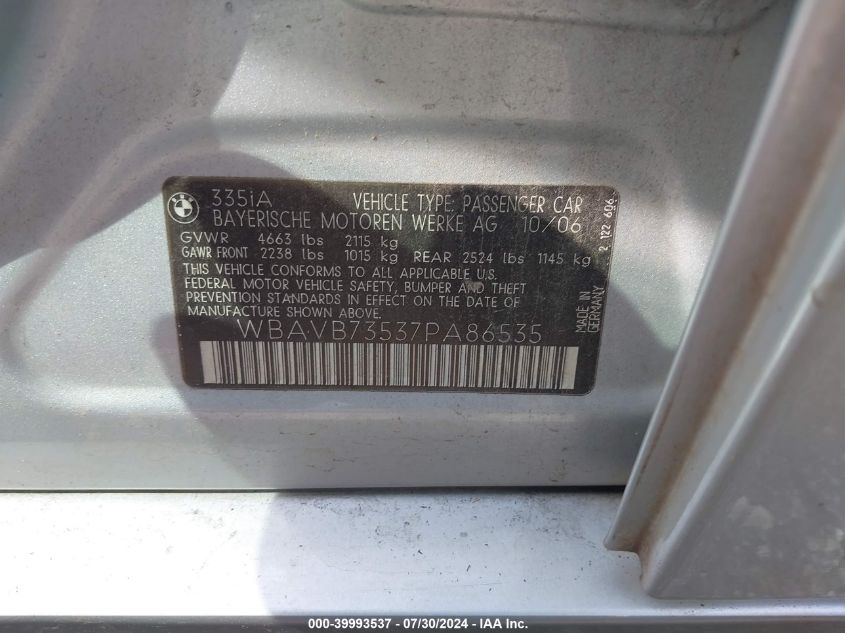 BMW
335iA VEHICLE TYPE: PASSENGER CAR
BAYERISCHE MOTOREN WERKE AG 10/06
GVWR 4663 lbs 2115 kg
GAWR FRONT 2238 lbs 1015 kg REAR 2524 lbs 1145 kg
THIS VEHICLE CONFORMS TO ALL APPLICABLE U.S.
FEDERAL MOTOR VEHICLE SAFETY, BUMPER AND THEFT
PREVENTION STANDARDS IN EFFECT ON THE DATE OF
MANUFACTURE SHOWN ABOVE.
WBAVB73537PA86535
MADE IN
GERMANY
2 122 606
000-39993537 / 07/30/2024 - IAA Inc.